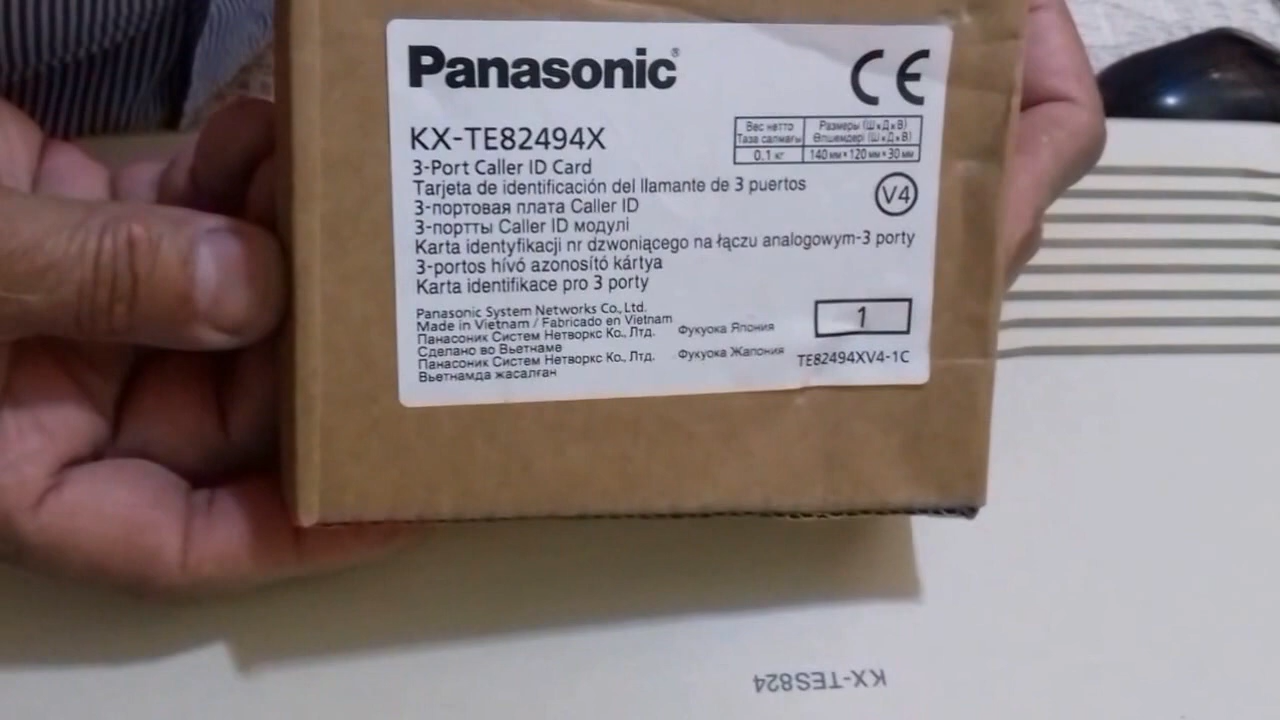 Panasonic®
CE
KX-TE82494X
Вес нетто Размеры (ШхДхВ)
Таза салмағы Өлшемдері (ШхДхВ)
0.1 кг 140 мм × 120 мм × 30 мм
3-Port Caller ID Card
Tarjeta de identificación del llamante de 3 puertos
V4
3-портовая плата Caller ID
3-портты Caller ID модулі
Karta identyfikacji nr dzwoniącego na łączu analogowym-3 porty
3-portos hívó azonosító kártya
Karta identifikace pro 3 porty
Panasonic System Networks Co., Ltd.
Made in Vietnam / Fabricado en Vietnam
Панасоник Систем Нетворкс Ко., Лтд. Фукуока Япония
Сделано во Вьетнаме
Панасоник Систем Нетворкс Ко., Лтд. Фукуока Жапония
Вьетнамда жасалған
1
TE82494XV4-1C
KX-TES824